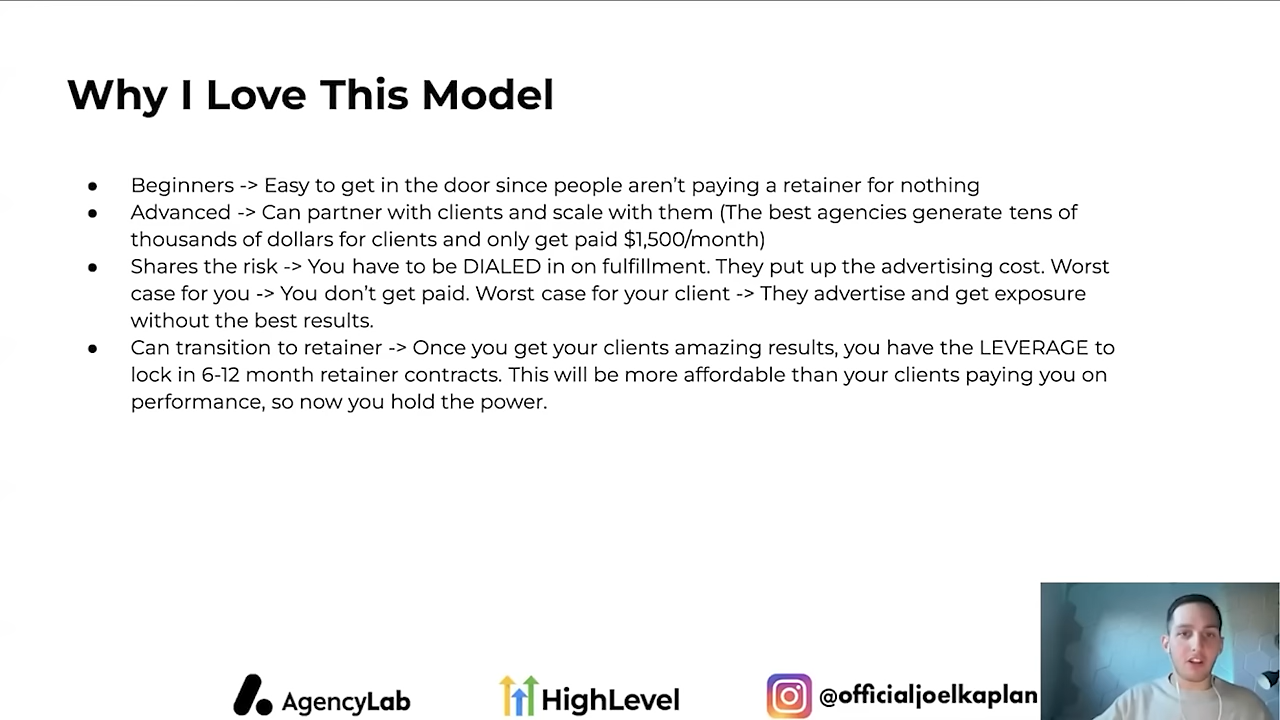 Why I Love This Model
● Beginners -> Easy to get in the door since people aren’t paying a retainer for nothing
● Advanced -> Can partner with clients and scale with them (The best agencies generate tens of
thousands of dollars for clients and only get paid $1,500/month)
● Shares the risk -> You have to be DIALED in on fulfillment. They put up the advertising cost. Worst
case for you -> You don’t get paid. Worst case for your client -> They advertise and get exposure
without the best results.
● Can transition to retainer -> Once you get your clients amazing results, you have the LEVERAGE to
lock in 6-12 month retainer contracts. This will be more affordable than your clients paying you on
performance, so now you hold the power.
AgencyLab
HighLevel
@officialjoelkaplan